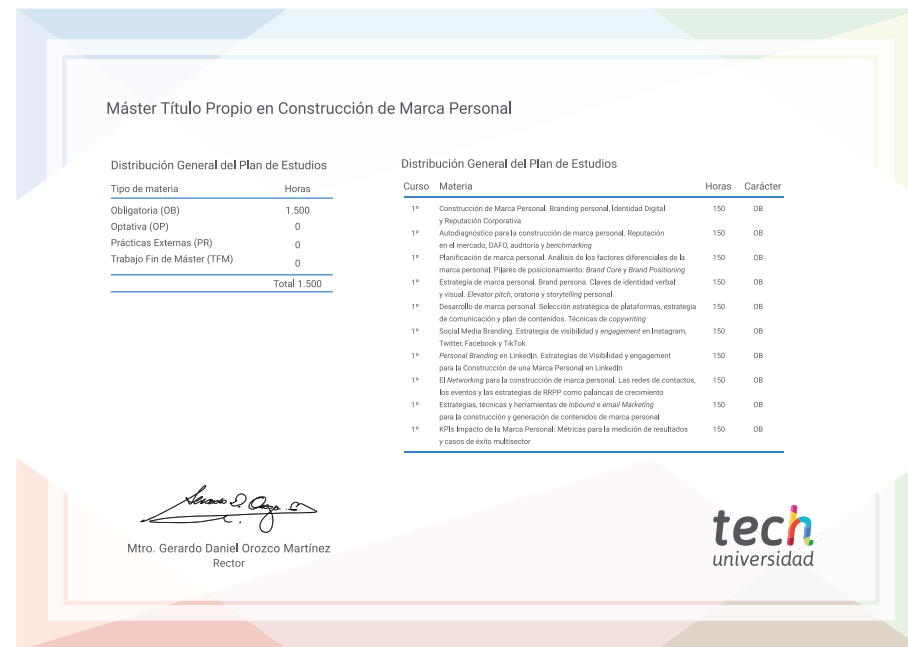 Máster Título Propio en Construcción de Marca Personal
Distribución General del Plan de Estudios
Tipo de materia Horas
Obligatoria (OB) 1.500
Optativa (OP) 0
Prácticas Externas (PR) 0
Trabajo Fin de Máster (TFM) 0
Total 1.500
Distribución General del Plan de Estudios
Curso Materia Horas Carácter
1º Construcción de Marca Personal. Branding personal, Identidad Digital 150 OB
y Reputación Corporativa
1º Autodiagnóstico para la construcción de marca personal. Reputación 150 OB
en el mercado, DAFO, auditoría y benchmarking
1º Planificación de marca personal. Análisis de los factores diferenciales de la 150 OB
marca personal. Pilares de posicionamiento: Brand Core y Brand Positioning
1º Estrategia de marca personal. Brand persona. Claves de identidad verbal 150 OB
y visual. Elevator pitch, oratoria y storytelling personal
1º Desarrollo de marca personal. Selección estratégica de plataformas, estrategia 150 OB
de comunicación y plan de contenidos. Técnicas de copywriting
1º Social Media Branding. Estrategia de visibilidad y engagement en Instagram, 150 OB
Twitter, Facebook y TikTok
1º Personal Branding en LinkedIn. Estrategias de Visibilidad y engagement 150 OB
para la Construcción de una Marca Personal en LinkedIn
1º El Networking para la construcción de marca personal. Las redes de contactos, 150 OB
los eventos y las estrategias de RRPP como palancas de crecimiento
1º Estrategias, técnicas y herramientas de Inbound e email Marketing 150 OB
para la construcción y generación de contenidos de marca personal
1º KPIs Impacto de la Marca Personal: Métricas para la medición de resultados 150 OB
y casos de éxito multisector
Mtro. Gerardo Daniel Orozco Martínez
Rector
tech
universidad